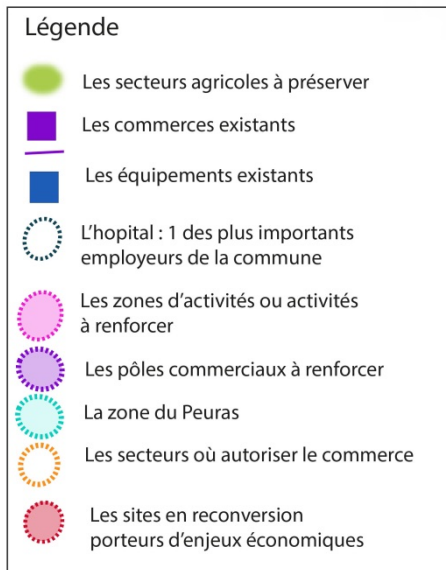 Légende
Les secteurs agricoles à préserver
Les commerces existants
Les équipements existants
L'hopital : 1 des plus importants
employeurs de la commune
Les zones d'activités ou activités
à renforcer
Les pôles commerciaux à renforcer
La zone du Peuras
Les secteurs où autoriser le commerce
Les sites en reconversion
porteurs d'enjeux économiques